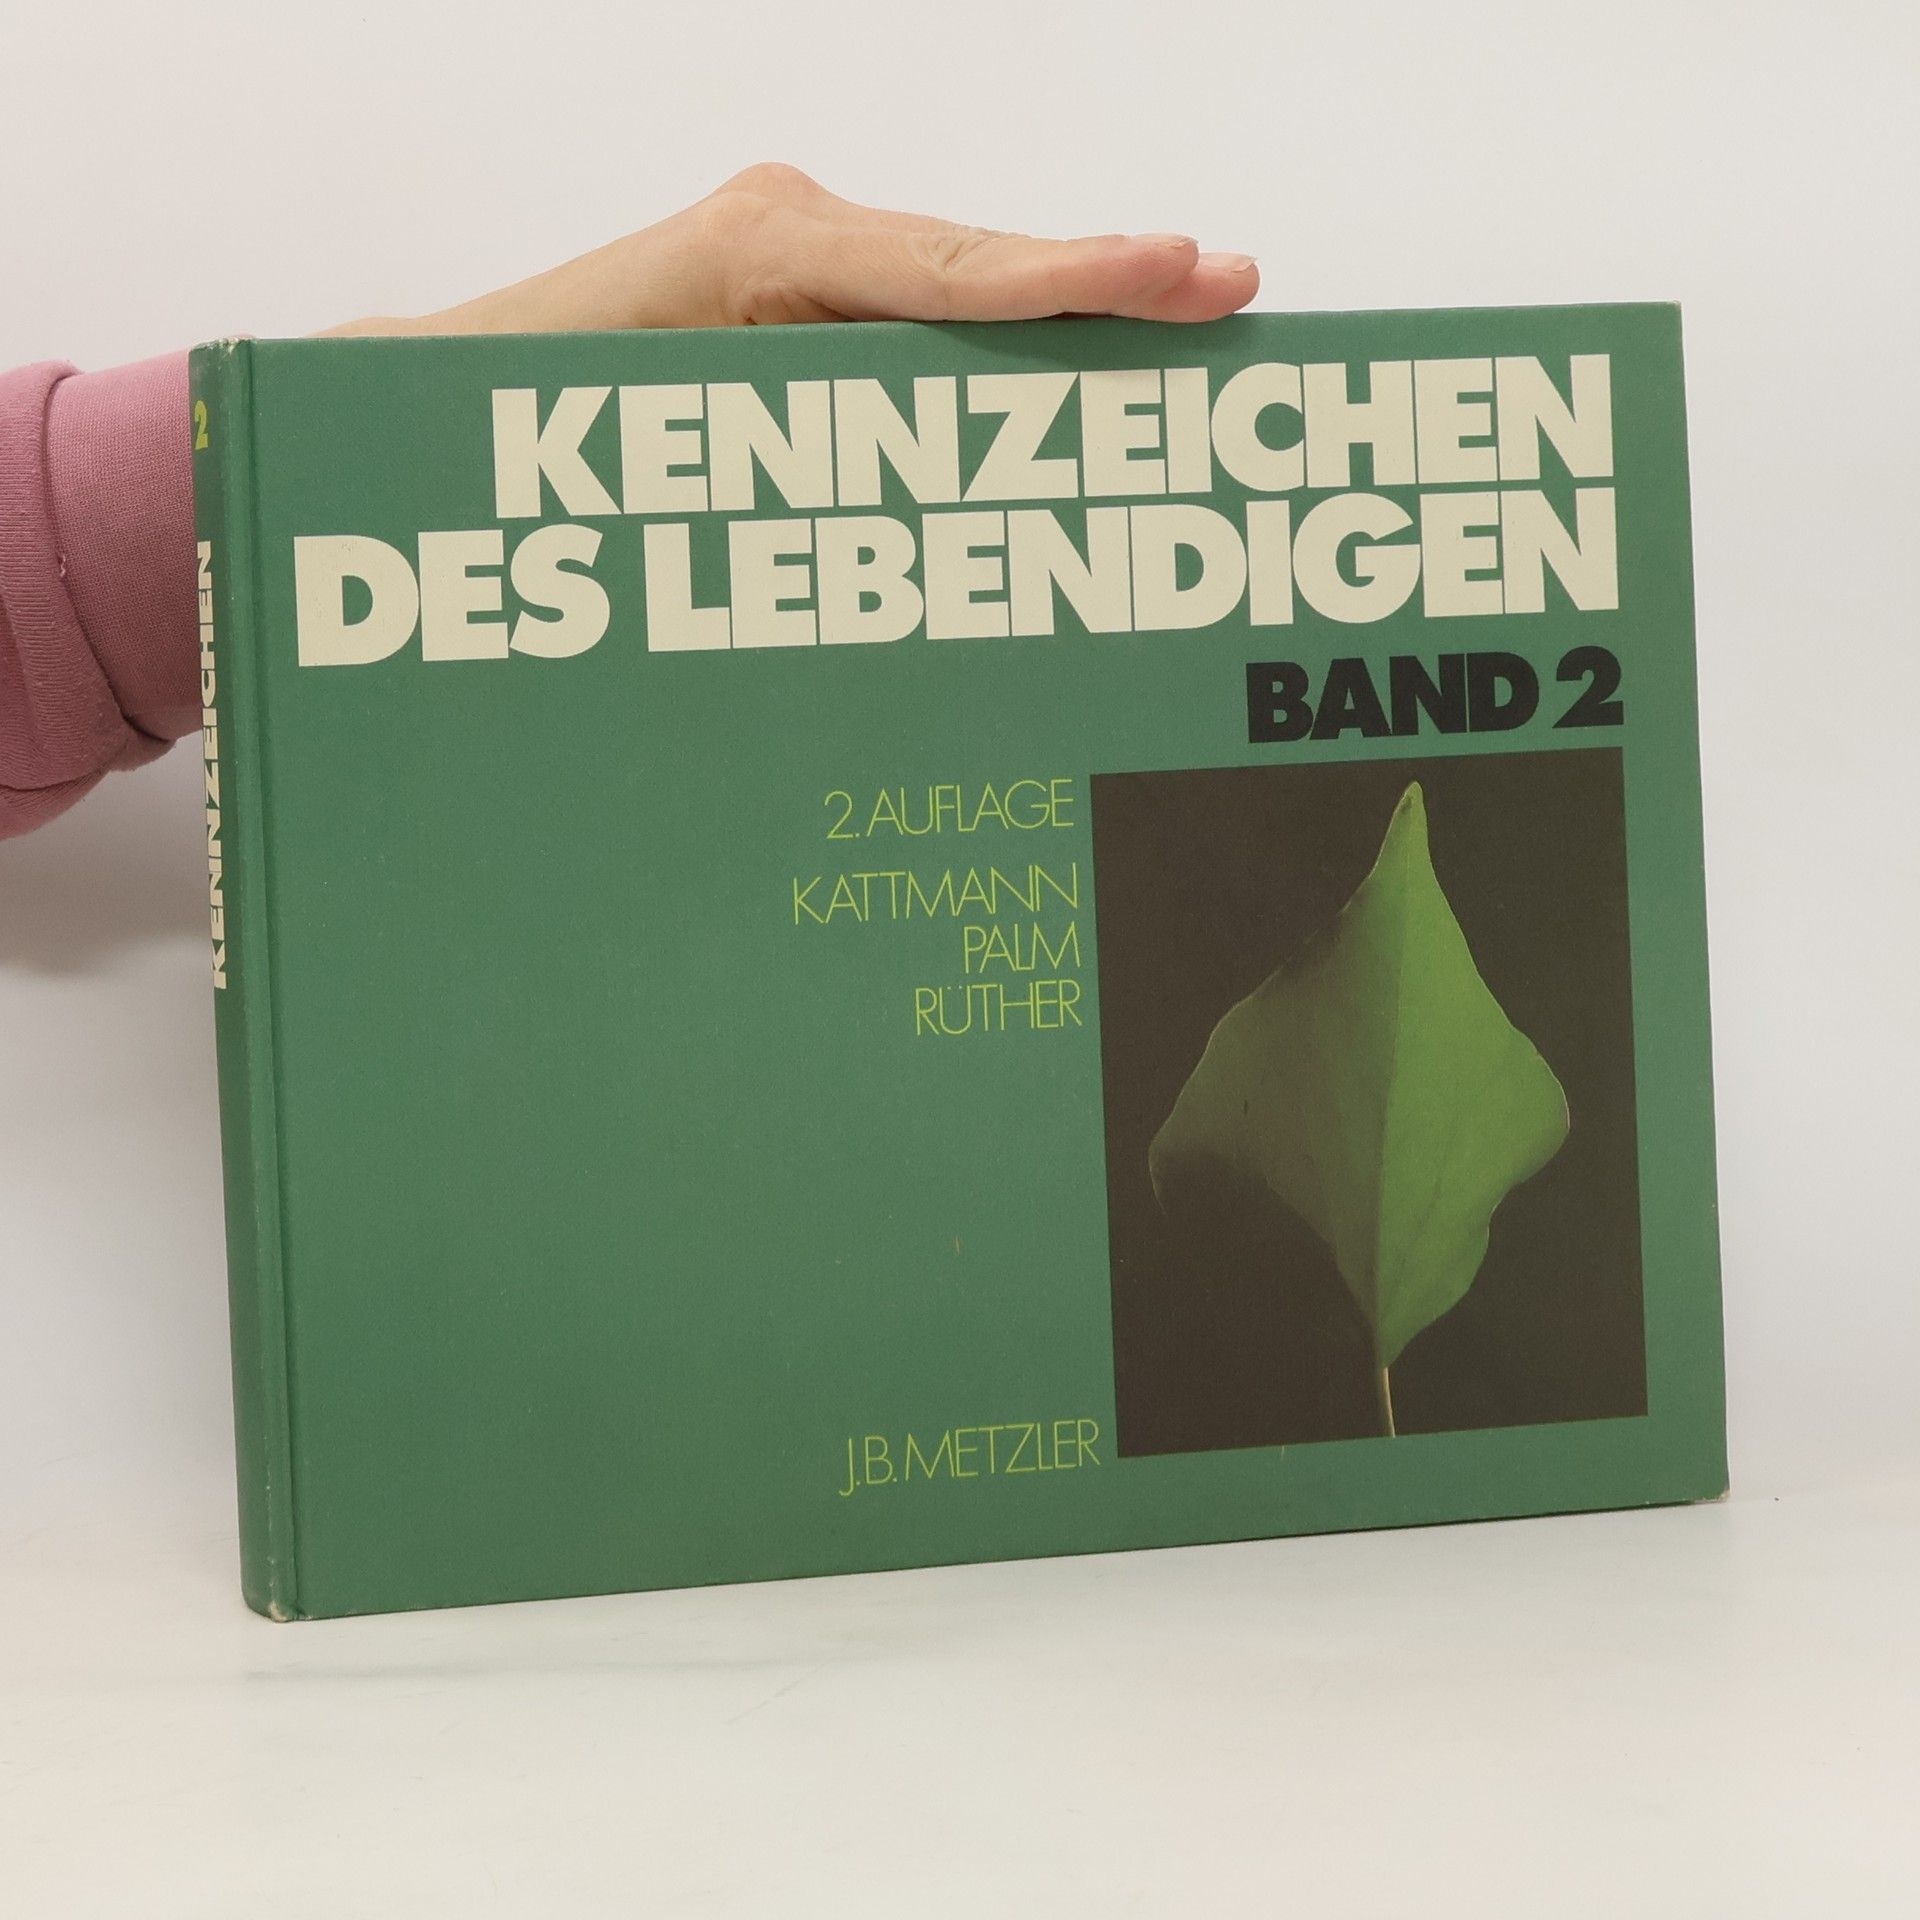 KENNZEICHEN
DES LEBENDIGEN
BAND 2
2. AUFLAGE
KATTMANN
PALM
RÜTHER
J.B. METZLER
2
KENNZEICHEN